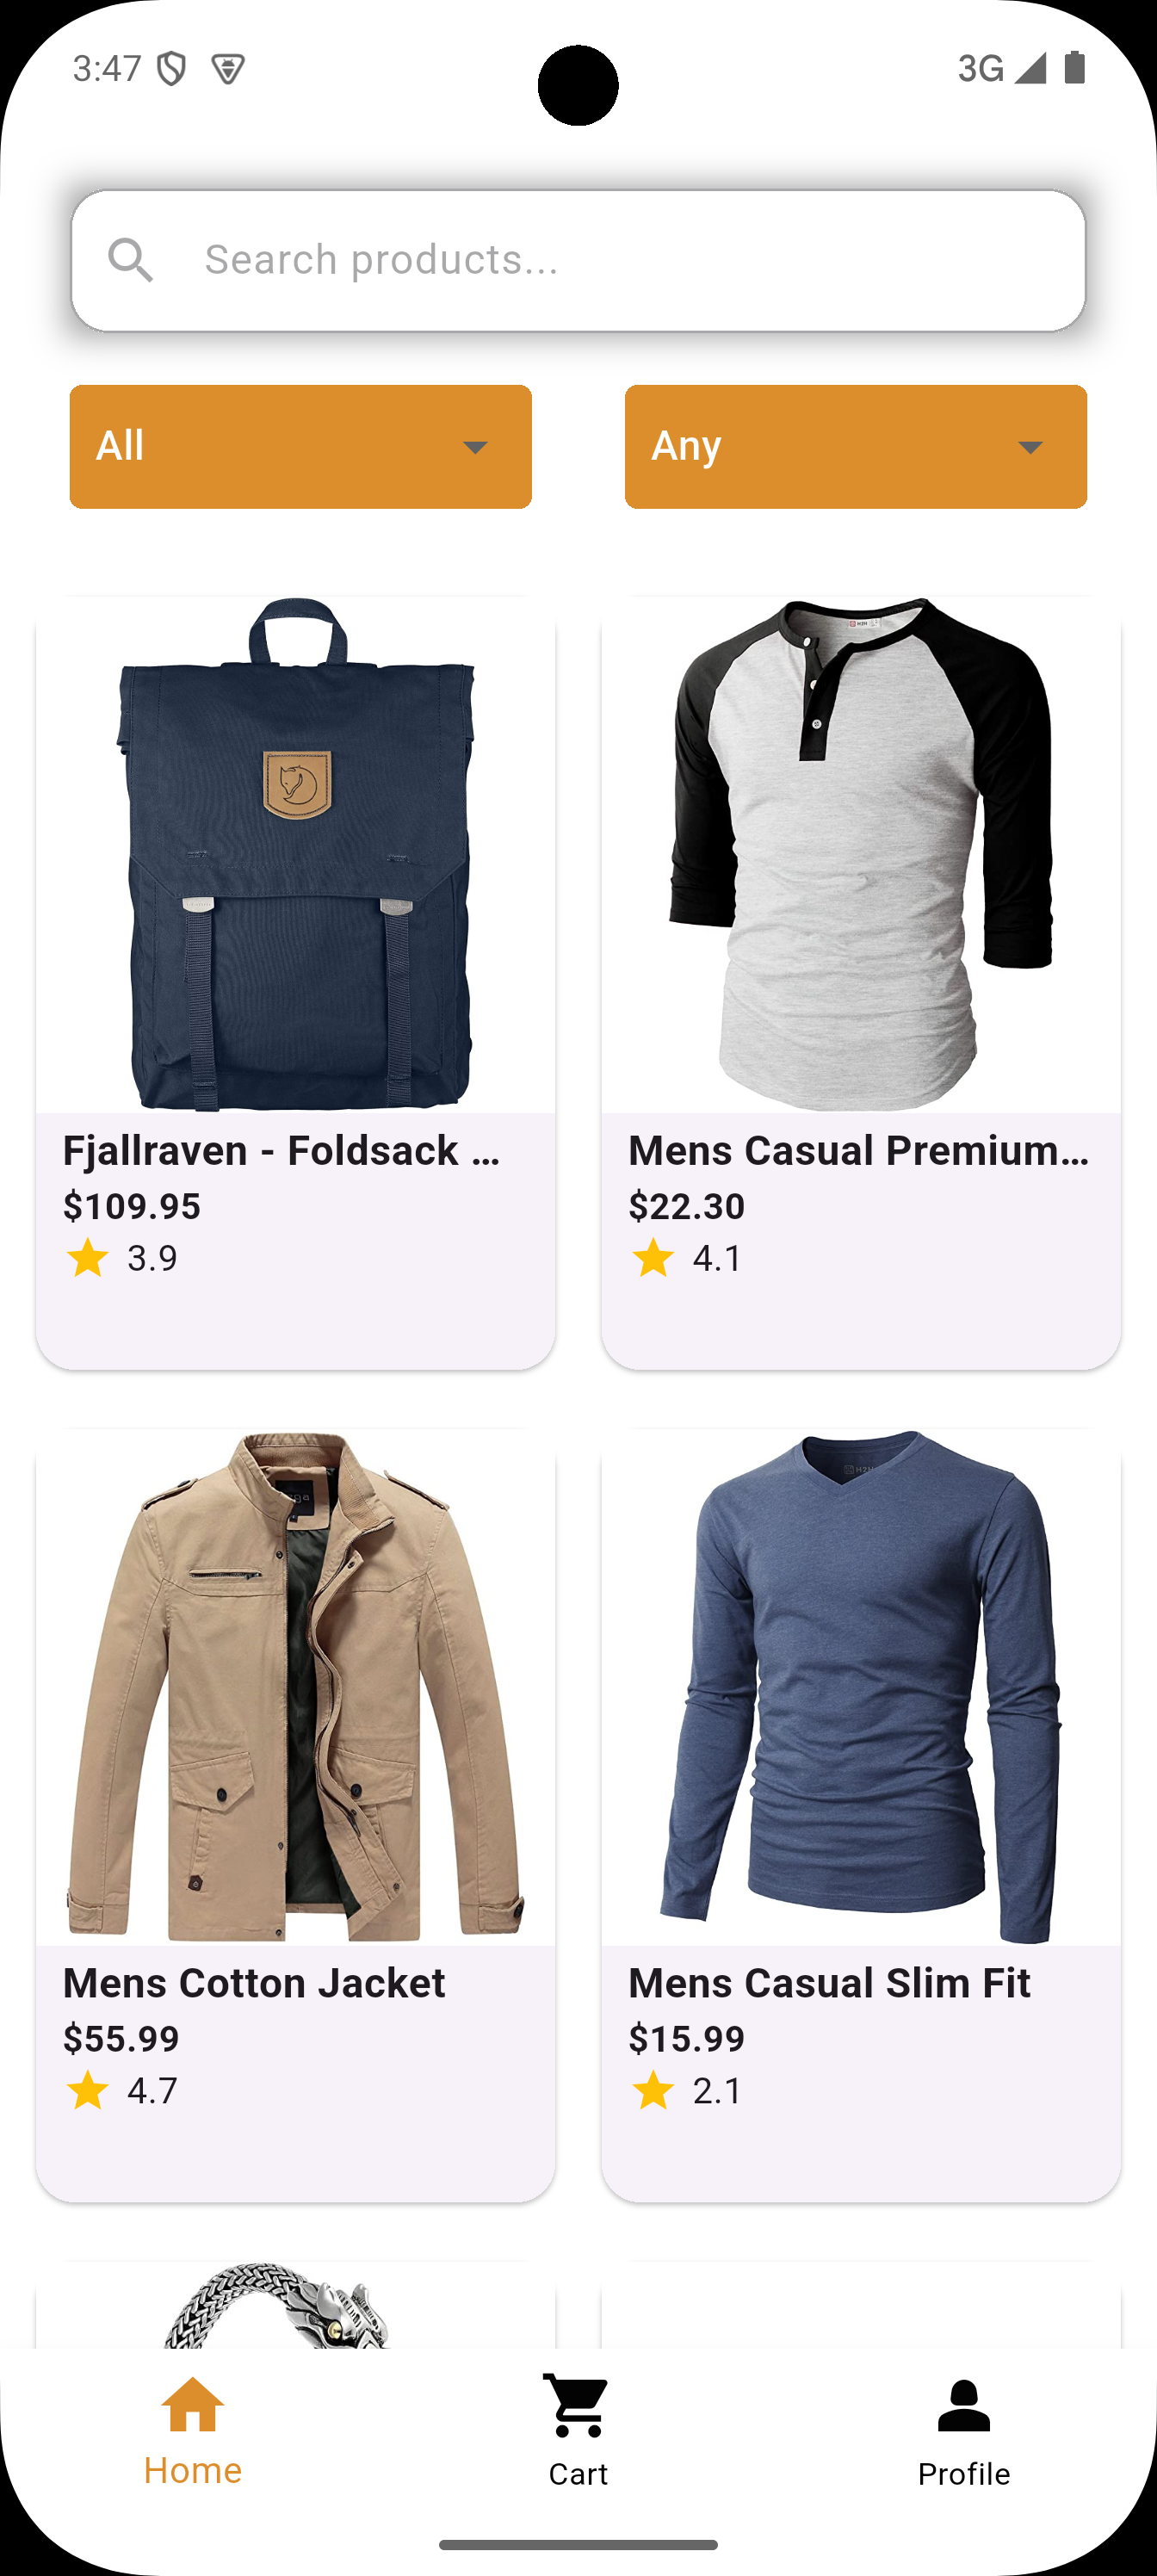 3:47
3G
Search products...
All
Any
Fjallraven - Foldsack ...
$109.95
3.9
Mens Casual Premium...
$22.30
4.1
Mens Cotton Jacket
$55.99
4.7
Mens Casual Slim Fit
$15.99
2.1
Home
Cart
Profile